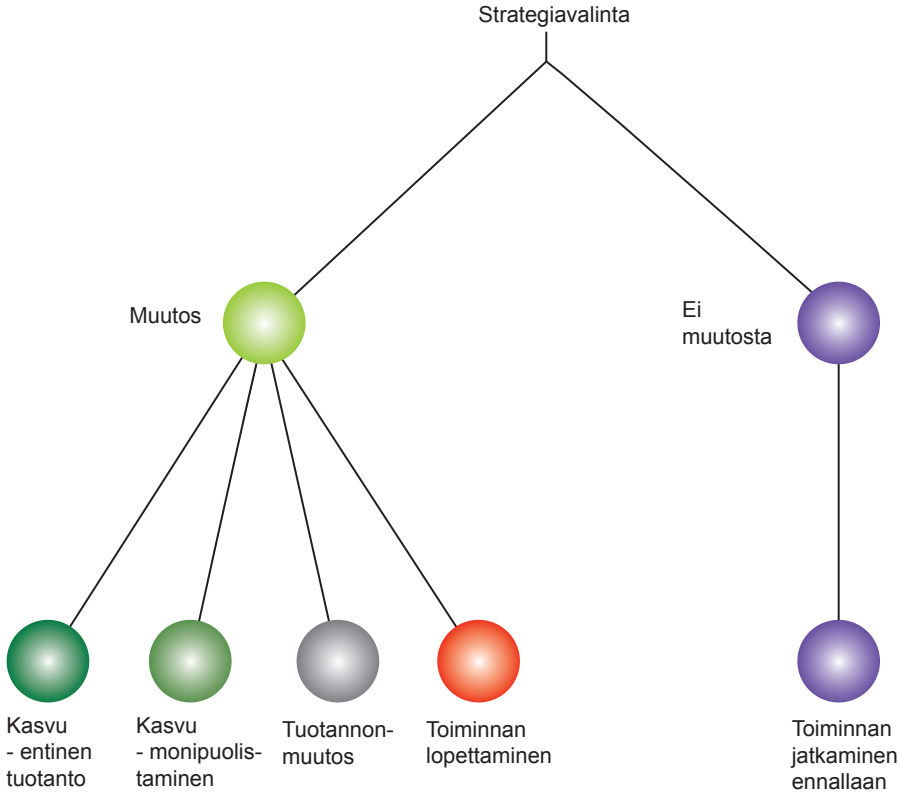 Strategiavalinta
Muutos
Ei
muutosta
Kasvu
- entinen
tuotanto
Kasvu
- monipuolis-
taminen
Tuotannon-
muutos
Toiminnan
lopettaminen
Toiminnan
jatkaminen
ennallaan